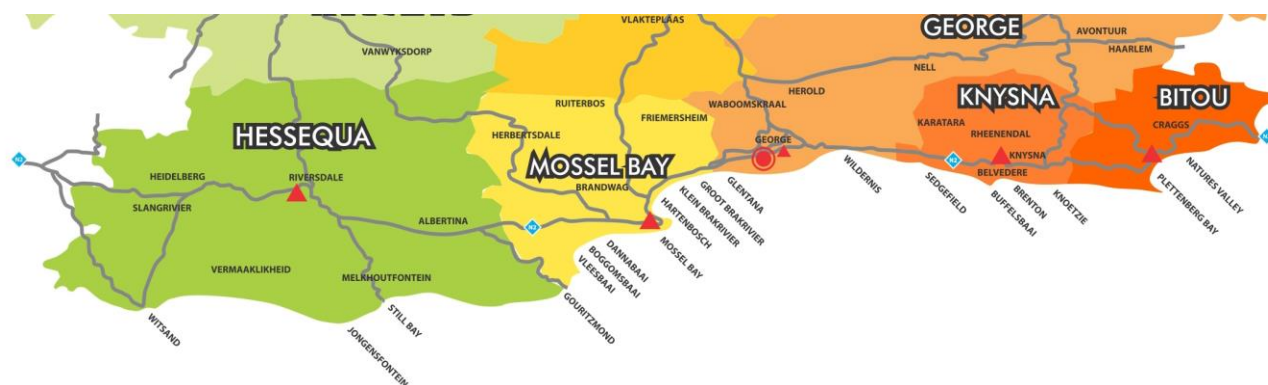 VLAKTEPLAAS
GEORGE
AVONTUUR
HAARLEM
VANWYKSDORP
NELL
HEROLD
KNYSNA
BITOU
RUITERBOS
WABOOMSKRAAL
FRIEMERSHEIM
KARATARA
RHEENENDAL
CRAGGS
HESSEQUA
HERBERTSDALE
GEORGE
MOSSEL BAY
KNYSNA
N2
N2
HEIDELBERG
RIVERSDALE
BRANDWAG
BELVEDERE
SLANGRIVIER
ALBERTINA
N2
GLENTANA
GROOT BRAKRIVIER
KLEIN BRAKRIVIER
HARTENBOSCH
MOSSEL BAY
WILDERNIS
SEDGEFIELD
BUFFELSBAAI
BRENTON
KNOETZIE
PLETTENBERG BAY
NATURES VALLEY
DANNABAAI
BOGGOMSBAAI
VLEESBAAI
VERMAAKLIKHEID
MELKHOUTFONTEIN
GOURITZMOND
WITSAND
STILL BAY
JONGENSFONTEIN